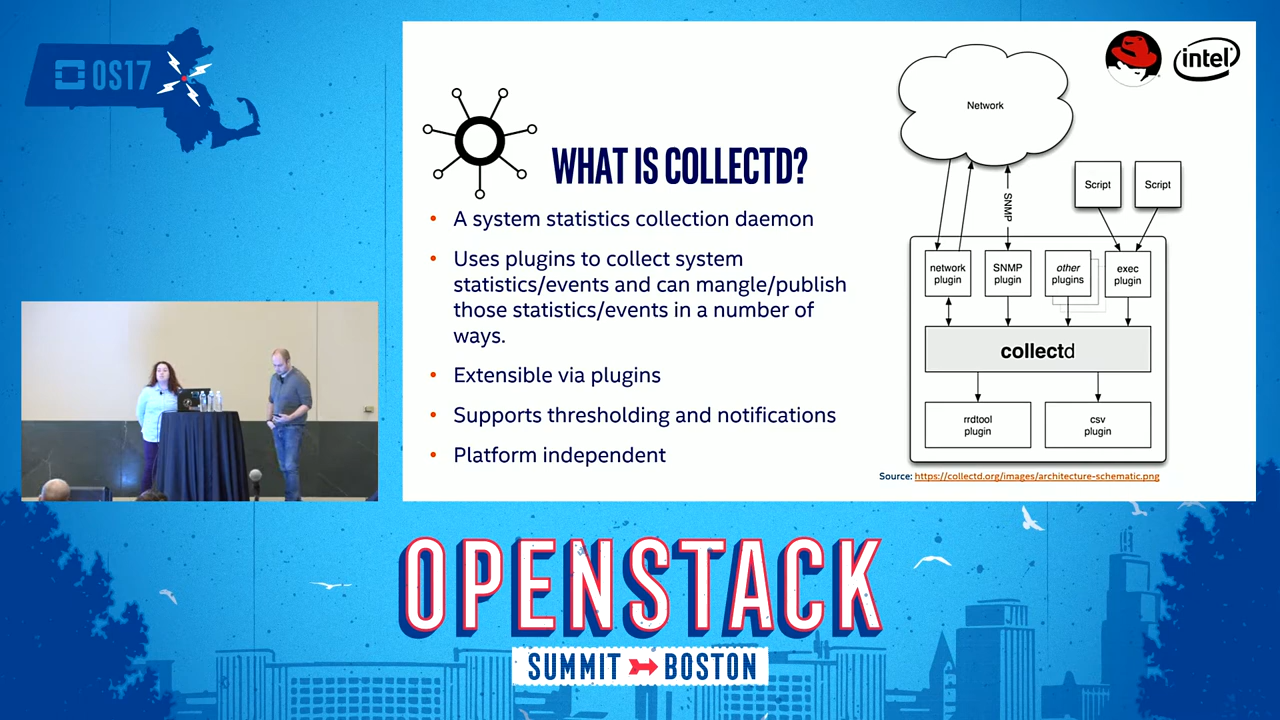 OS17
intel
WHAT IS COLLECTD?
• A system statistics collection daemon
• Uses plugins to collect system
statistics/events and can mangle/publish
those statistics/events in a number of
ways.
• Extensible via plugins
• Supports thresholding and notifications
• Platform independent
Network
SNMP
Script
Script
network
plugin
SNMP
plugin
other
plugins
exec
plugin
collectd
rrdtool
plugin
csv
plugin
Source: https://collectd.org/images/architecture-schematic.png
OPENSTACK
SUMMIT BOSTON